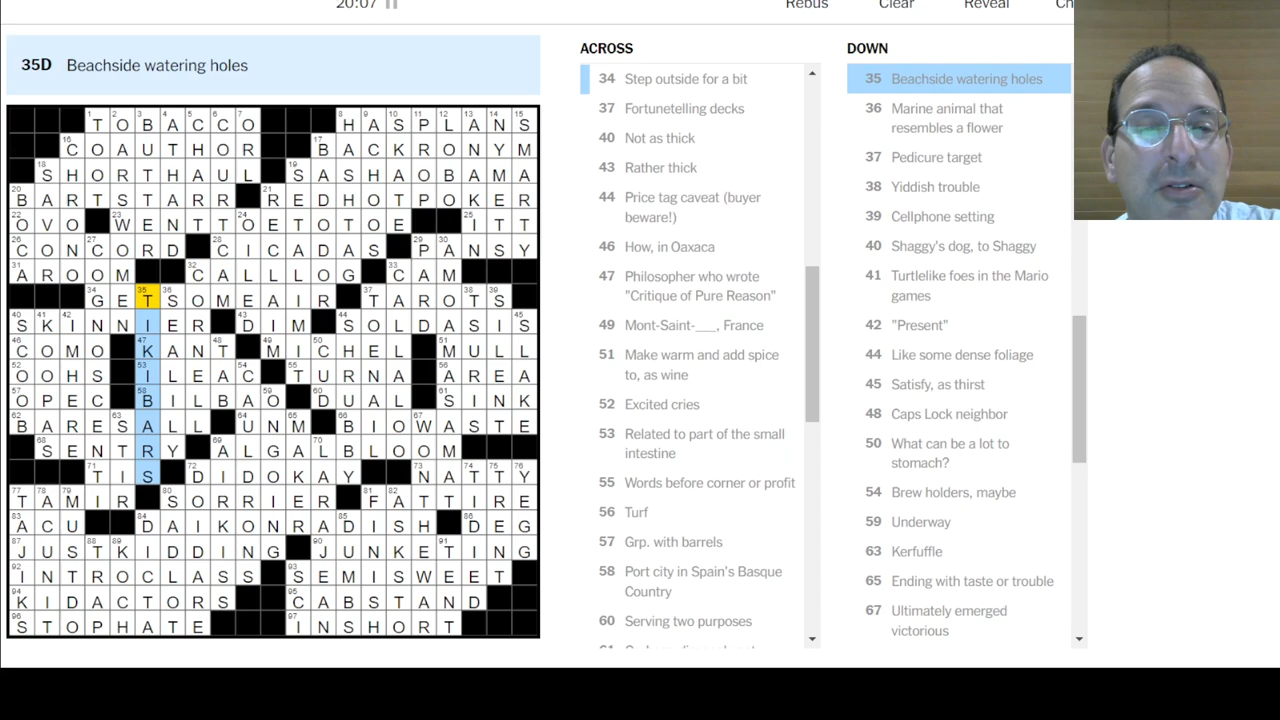 20:07
Rebus Clear Reveal Ch
35D Beachside watering holes
ACROSS
34 Step outside for a bit
37 Fortunetelling decks
40 Not as thick
43 Rather thick
44 Price tag caveat (buyer
beware!)
46 How, in Oaxaca
47 Philosopher who wrote
"Critique of Pure Reason"
49 Mont-Saint-___, France
51 Make warm and add spice
to, as wine
52 Excited cries
53 Related to part of the small
intestine
55 Words before corner or profit
56 Turf
57 Grp. with barrels
58 Port city in Spain's Basque
Country
60 Serving two purposes
DOWN
35 Beachside watering holes
36 Marine animal that
resembles a flower
37 Pedicure target
38 Yiddish trouble
39 Cellphone setting
40 Shaggy's dog, to Shaggy
41 Turtlelike foes in the Mario
games
42 "Present"
44 Like some dense foliage
45 Satisfy, as thirst
48 Caps Lock neighbor
50 What can be a lot to
stomach?
54 Brew holders, maybe
59 Underway
63 Kerfuffle
65 Ending with taste or trouble
67 Ultimately emerged
victorious
TOBACCO HASPLANS
COAUTHOR BACKRONYM
SHORTHAUL SASHAOBAMA
BARTSTARR REDHOTPOKER
OVO WENTTOETOTOE ITT
CONCORD CICADAS PANSY
AROOM CALLLOG CAM
GETSOMEAIR TAROTS
SKINNIER DIM SOLDASIS
COMO KANT MICHEL MULL
OOHS ILEAC TURNA AREA
OPEC BILBAO DUAL SINK
BARESALL UNM BIOWASTE
SENTRY ALGALBLOOM
TIS DIDOKAY NATTY
TAMIR SORRIER FATTIRE
ACU DAIKONRADISH DEG
JUSTKIDDING JUNKETING
INTROCLASS SEMISWEET
KIDACTORS CABSTAND
STOPHATE INSHORT